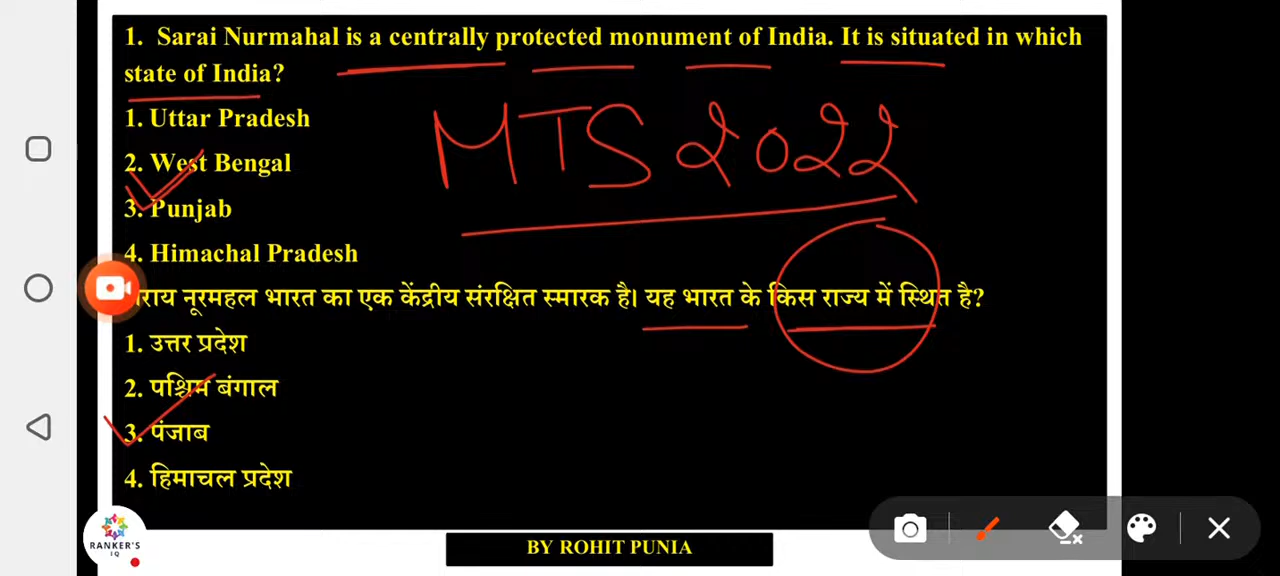 1. Sarai Nurmahal is a centrally protected monument of India. It is situated in which
state of India?
1. Uttar Pradesh
MTS 2022
2. West Bengal
3. Punjab
4. Himachal Pradesh
राय नूरमहल भारत का एक केंद्रीय संरक्षित स्मारक है। यह भारत के किस राज्य में स्थित है?
1. उत्तर प्रदेश
2. पश्चिम बंगाल
3. पंजाब
4. हिमाचल प्रदेश
RANKER'S
IQ
BY ROHIT PUNIA